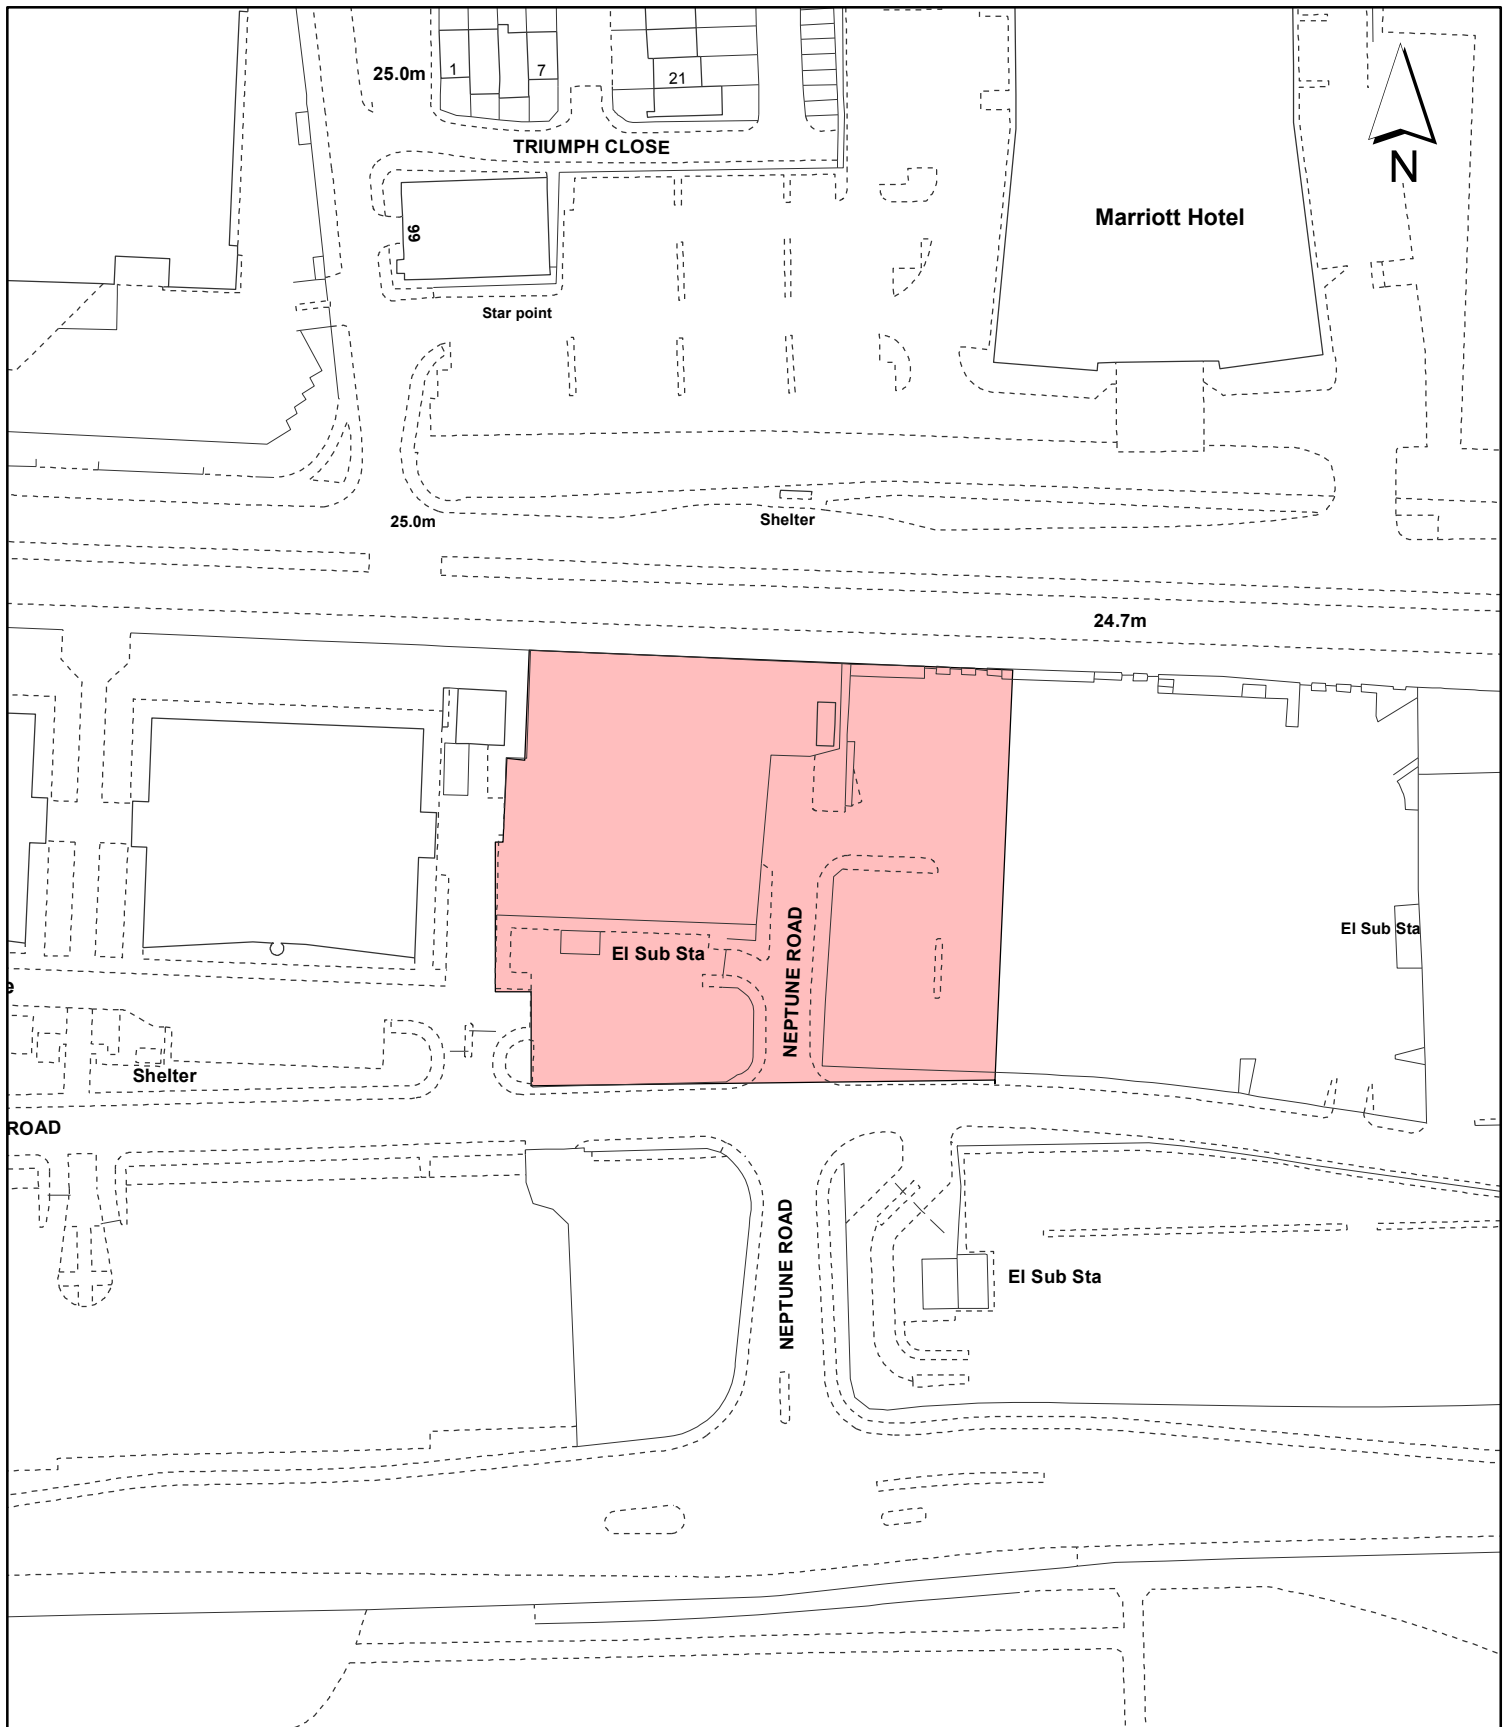 25.0m
1
7
21
TRIUMPH CLOSE
N
Marriott Hotel
66
Star point
25.0m
Shelter
24.7m
El Sub Sta
El Sub Sta
NEPTUNE ROAD
e
Shelter
ROAD
NEPTUNE ROAD
El Sub Sta